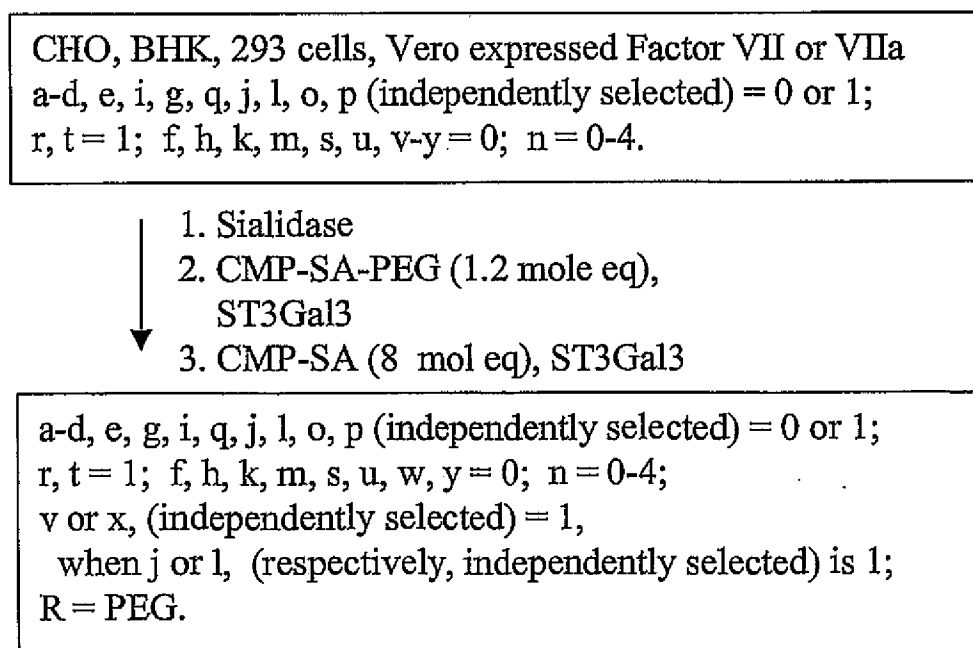 CHO, BHK, 293 cells, Vero expressed Factor VII or VIIa
a-d, e, i, g, q, j, l, o, p (independently selected) = 0 or 1;
r, t = 1; f, h, k, m, s, u, v-y = 0; n = 0-4.
1. Sialidase
2. CMP-SA-PEG (1.2 mole eq),
ST3Gal3
3. CMP-SA (8 mol eq), ST3Gal3
a-d, e, g, i, q, j, l, o, p (independently selected) = 0 or 1;
r, t = 1; f, h, k, m, s, u, w, y = 0; n = 0-4;
v or x, (independently selected) = 1,
when j or l, (respectively, independently selected) is 1;
R = PEG.